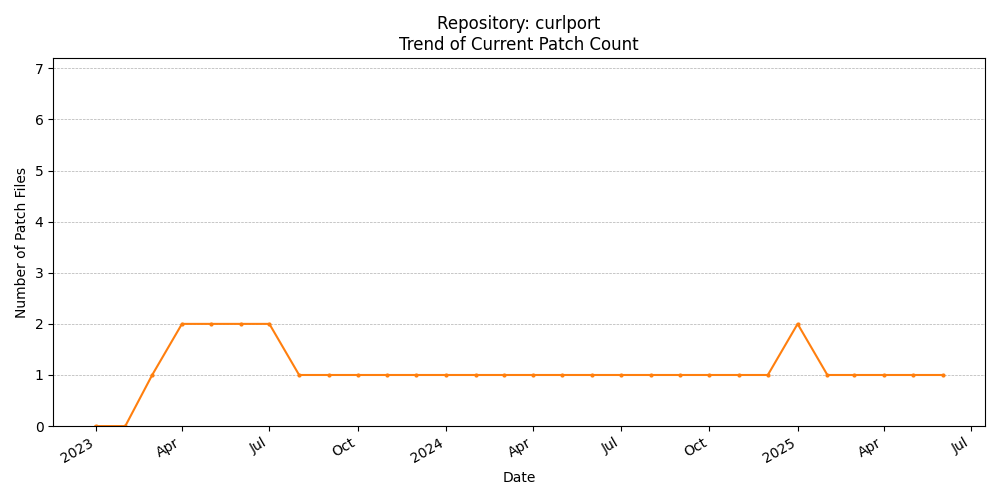 Repository: curlport
Trend of Current Patch Count
Number of Patch Files
7
6
5
4
3
2
1
0
2023
Apr
Jul
Oct
2024
Apr
Jul
Oct
2025
Apr
Jul
Date